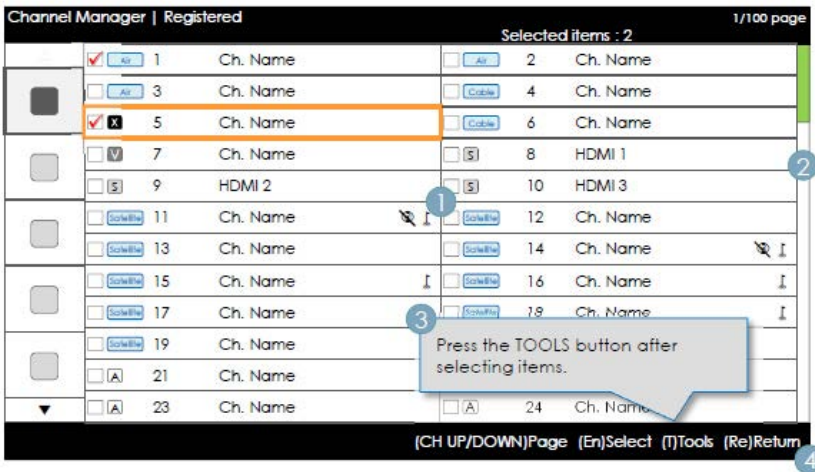 Channel Manager | Registered
1/100 page
Selected items : 2
Air 1 Ch. Name
Air 2 Ch. Name
Air 3 Ch. Name
Cable 4 Ch. Name
X 5 Ch. Name
Cable 6 Ch. Name
V 7 Ch. Name
S 8 HDMI 1
2
S 9 HDMI 2
S 10 HDMI 3
1
Satellite 11 Ch. Name
Satellite 12 Ch. Name
Satellite 13 Ch. Name
Satellite 14 Ch. Name
Satellite 15 Ch. Name
Satellite 16 Ch. Name
Satellite 17 Ch. Name
Satellite 18 Ch. Name
3
Satellite 19 Ch. Name
Press the TOOLS button after
selecting items.
A 21 Ch. Name
A 23 Ch. Name
A 24 Ch. Name
(CH UP/DOWN)Page (En)Select (T)Tools (Re)Return
4